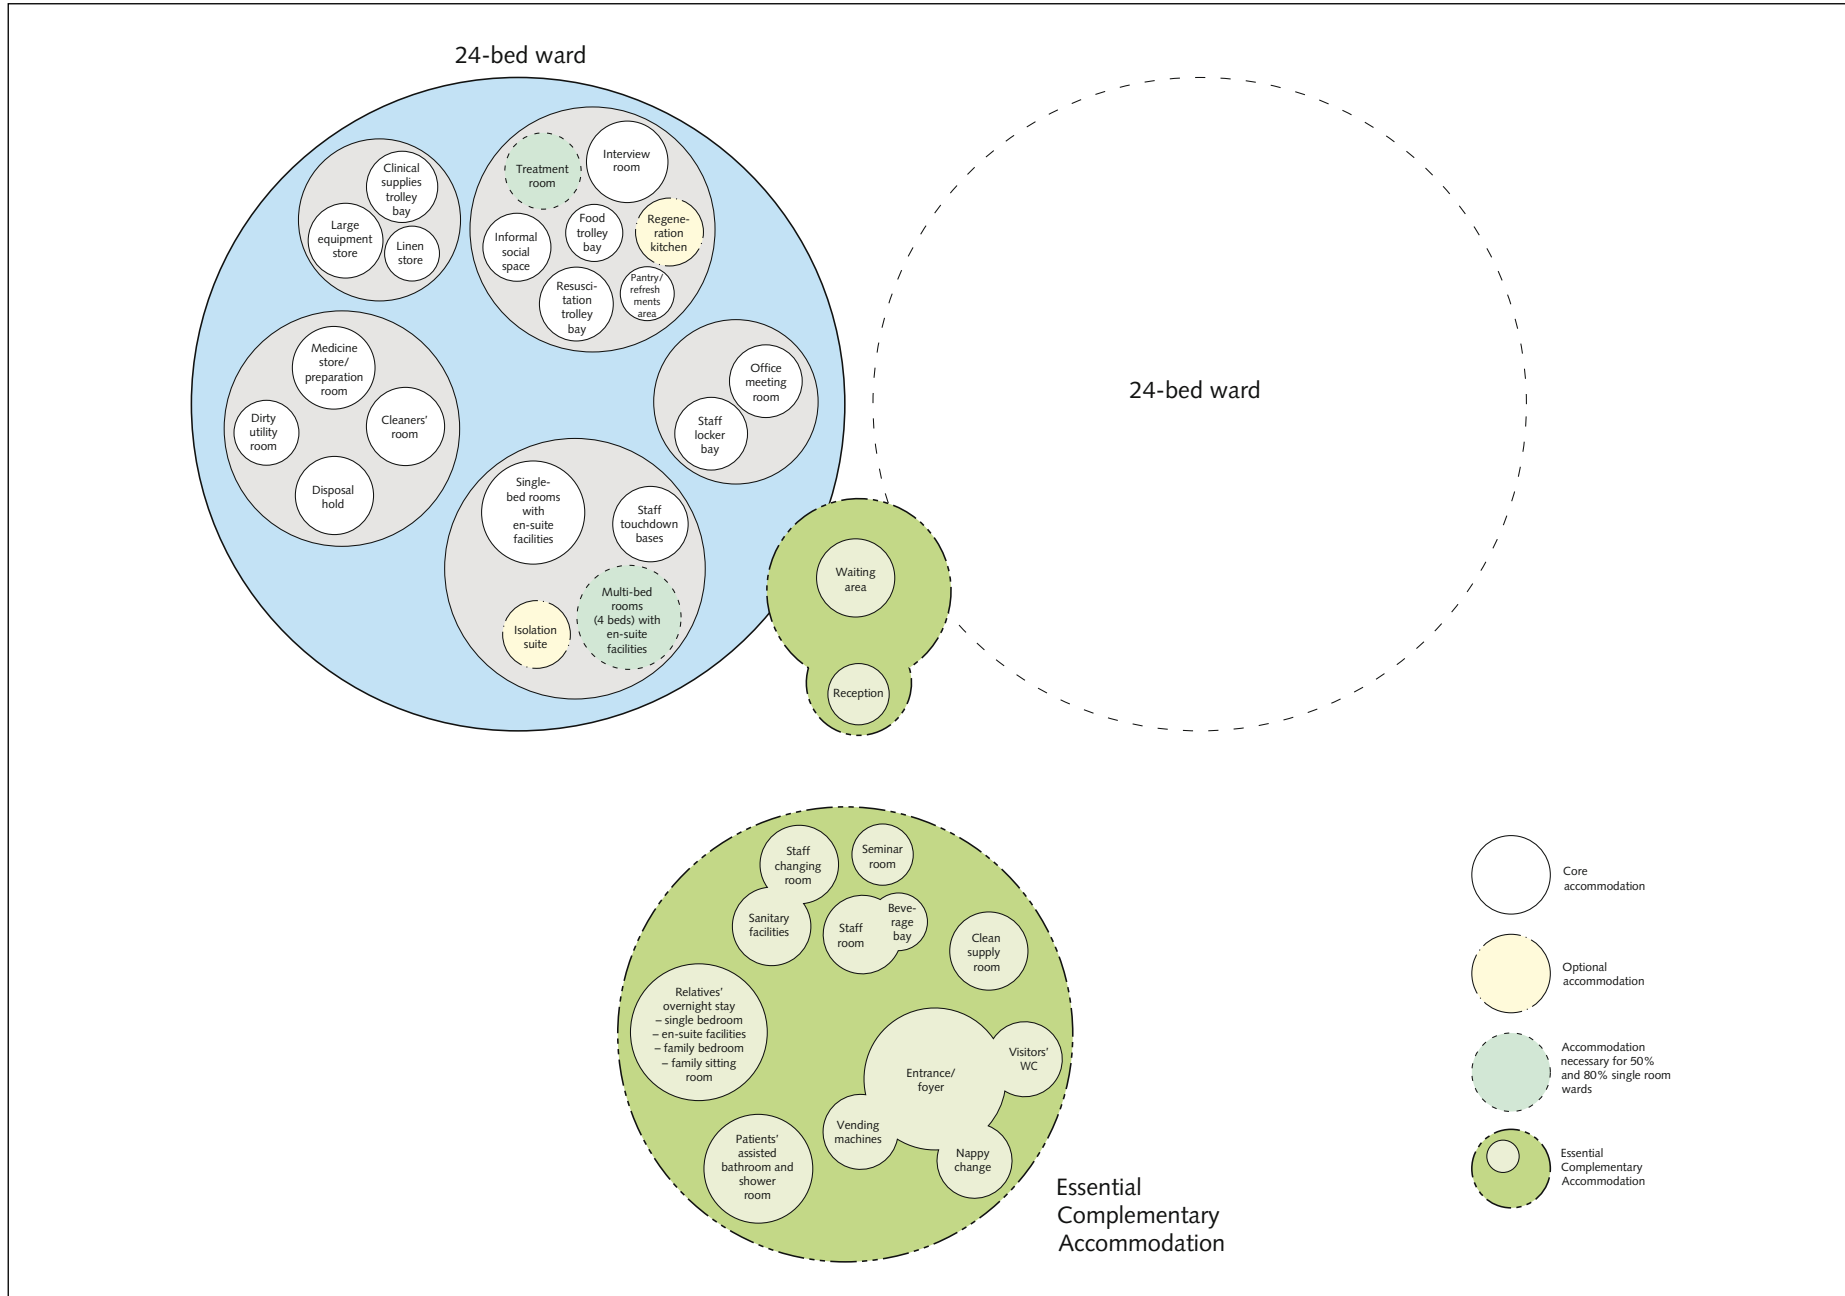 24-bed ward
Clinical
supplies
trolley
bay
Large
equipment
store
Linen
store
Treatment
room
Interview
room
Informal
social
space
Food
trolley
bay
Regene-
ration
kitchen
Resusci-
tation
trolley
bay
Pantry/
refresh
ments
area
Medicine
store/
preparation
room
Dirty
utility
room
Cleaners'
room
Disposal
hold
Office
meeting
room
Staff
locker
bay
Single-
bed rooms
with
en-suite
facilities
Staff
touchdown
bases
Isolation
suite
Multi-bed
rooms
(4 beds) with
en-suite
facilities
24-bed ward
Waiting
area
Reception
Staff
changing
room
Seminar
room
Sanitary
facilities
Staff
room
Beve-
rage
bay
Clean
supply
room
Relatives'
overnight stay
– single bedroom
– en-suite facilities
– family bedroom
– family sitting
room
Entrance/
foyer
Visitors'
WC
Vending
machines
Nappy
change
Patients'
assisted
bathroom and
shower
room
Essential
Complementary
Accommodation
Core
accommodation
Optional
accommodation
Accommodation
necessary for 50%
and 80% single room
wards
Essential
Complementary
Accommodation